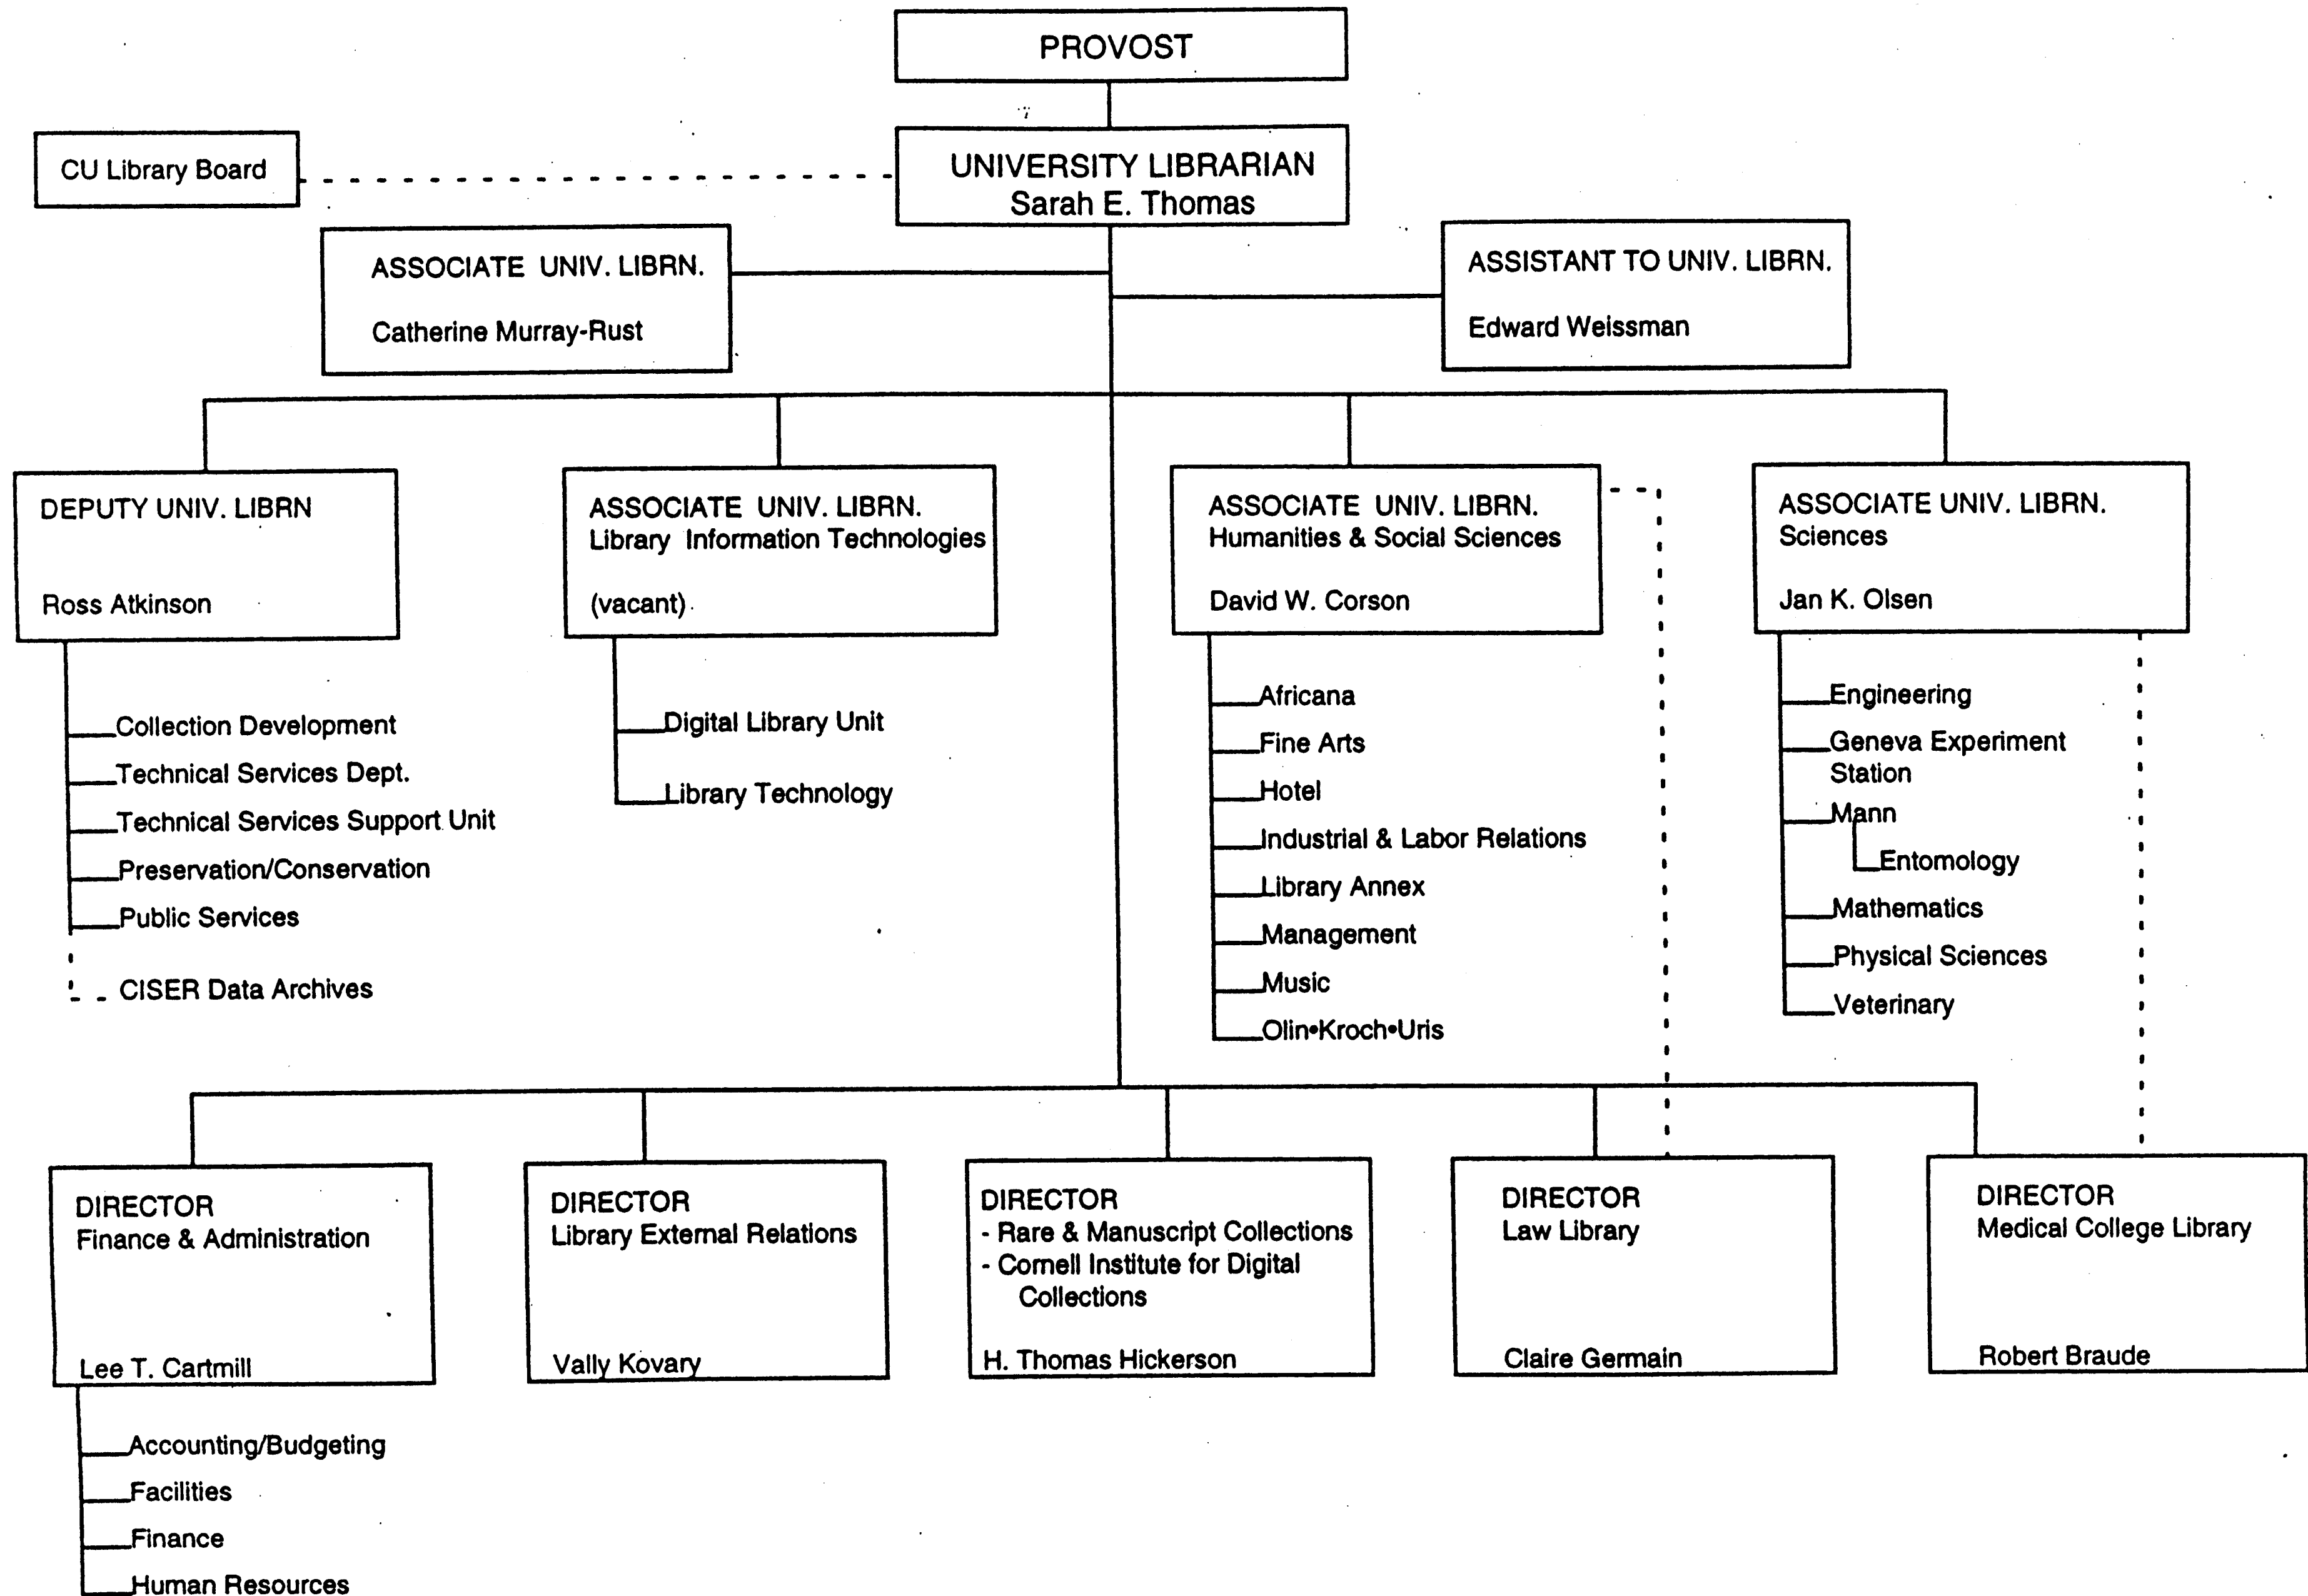 PROVOST
CU Library Board
UNIVERSITY LIBRARIAN
Sarah E. Thomas
ASSOCIATE UNIV. LIBRN.
Catherine Murray-Rust
ASSISTANT TO UNIV. LIBRN.
Edward Weissman
DEPUTY UNIV. LIBRN
Ross Atkinson
Collection Development
Technical Services Dept.
Technical Services Support Unit
Preservation/Conservation
Public Services
CISER Data Archives
ASSOCIATE UNIV. LIBRN.
Library Information Technologies
(vacant)
Digital Library Unit
Library Technology
ASSOCIATE UNIV. LIBRN.
Humanities & Social Sciences
David W. Corson
Africana
Fine Arts
Hotel
Industrial & Labor Relations
Library Annex
Management
Music
Olin•Kroch•Uris
ASSOCIATE UNIV. LIBRN.
Sciences
Jan K. Olsen
Engineering
Geneva Experiment
Station
Mann
Entomology
Mathematics
Physical Sciences
Veterinary
DIRECTOR
Finance & Administration
Lee T. Cartmill
Accounting/Budgeting
Facilities
Finance
Human Resources
DIRECTOR
Library External Relations
Vally Kovary
DIRECTOR
- Rare & Manuscript Collections
- Cornell Institute for Digital
Collections
H. Thomas Hickerson
DIRECTOR
Law Library
Claire Germain
DIRECTOR
Medical College Library
Robert Braude